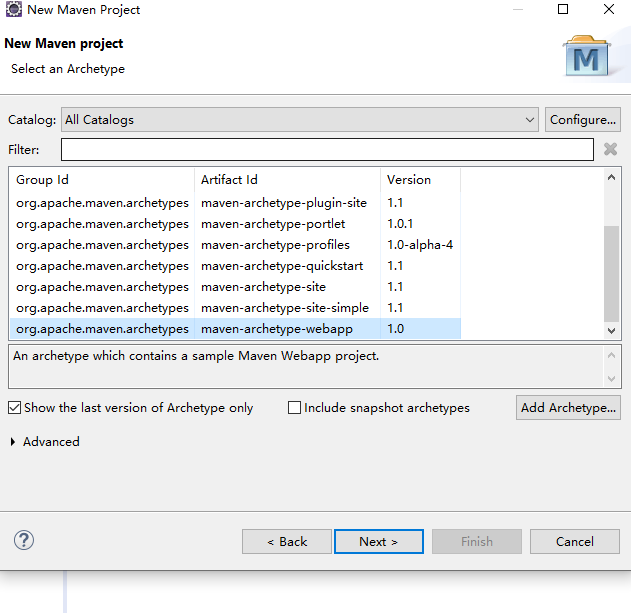 New Maven Project
New Maven project
Select an Archetype
M
Catalog: All Catalogs Configure...
Filter:
Group Id Artifact Id Version
org.apache.maven.archetypes maven-archetype-plugin-site 1.1
org.apache.maven.archetypes maven-archetype-portlet 1.0.1
org.apache.maven.archetypes maven-archetype-profiles 1.0-alpha-4
org.apache.maven.archetypes maven-archetype-quickstart 1.1
org.apache.maven.archetypes maven-archetype-site 1.1
org.apache.maven.archetypes maven-archetype-site-simple 1.1
org.apache.maven.archetypes maven-archetype-webapp 1.0
An archetype which contains a sample Maven Webapp project.
Show the last version of Archetype only Include snapshot archetypes Add Archetype...
Advanced
? < Back Next > Finish Cancel